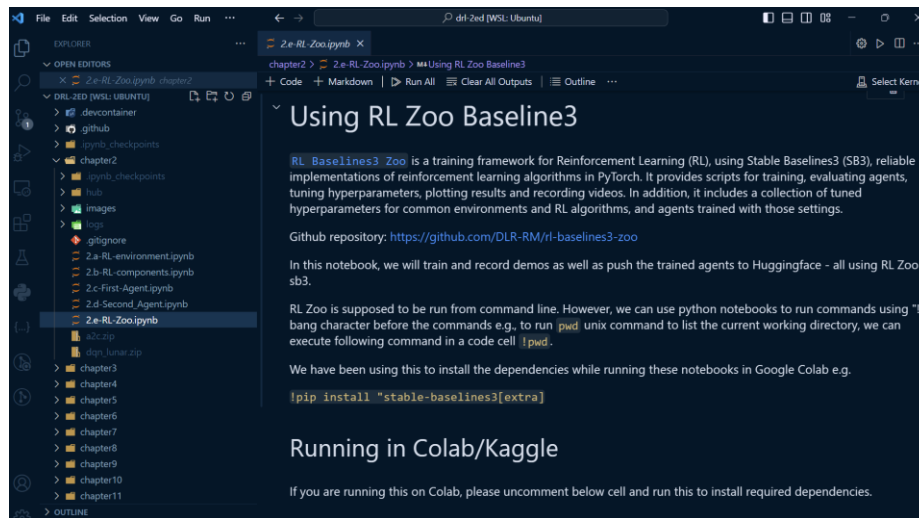 File Edit Selection View Go Run ...
drl-2ed [WSL: Ubuntu]
EXPLORER
OPEN EDITORS
2.e-RL-Zoo.ipynb chapter2
DRL-2ED [WSL: UBUNTU]
.devcontainer
.github
.ipynb_checkpoints
chapter2
.ipynb_checkpoints
hub
images
logs
.gitignore
2.a-RL-environment.ipynb
2.b-RL-components.ipynb
2.c-First-Agent.ipynb
2.d-Second_Agent.ipynb
2.e-RL-Zoo.ipynb
a2c.zip
dqn_lunar.zip
chapter3
chapter4
chapter5
chapter6
chapter7
chapter8
chapter9
chapter10
chapter11
OUTLINE
2.e-RL-Zoo.ipynb
chapter2 > 2.e-RL-Zoo.ipynb > M↓Using RL Zoo Baseline3
+ Code + Markdown | Run All Clear All Outputs | Outline ... Select Kern
Using RL Zoo Baseline3
RL Baselines3 Zoo is a training framework for Reinforcement Learning (RL), using Stable Baselines3 (SB3), reliable
implementations of reinforcement learning algorithms in PyTorch. It provides scripts for training, evaluating agents,
tuning hyperparameters, plotting results and recording videos. In addition, it includes a collection of tuned
hyperparameters for common environments and RL algorithms, and agents trained with those settings.
Github repository: https://github.com/DLR-RM/rl-baselines3-zoo
In this notebook, we will train and record demos as well as push the trained agents to Huggingface - all using RL Zoo
sb3.
RL Zoo is supposed to be run from command line. However, we can use python notebooks to run commands using "!
bang character before the commands e.g., to run pwd unix command to list the current working directory, we can
execute following command in a code cell !pwd.
We have been using this to install the dependencies while running these notebooks in Google Colab e.g.
!pip install "stable-baselines3[extra]
Running in Colab/Kaggle
If you are running this on Colab, please uncomment below cell and run this to install required dependencies.